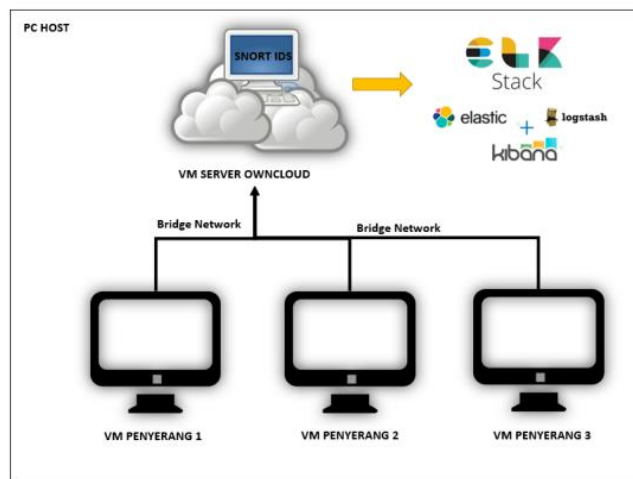 PC HOST
SNORT IDS
elk
Stack
elastic
+
logstash
kibana
VM SERVER OWNCLOUD
Bridge Network
Bridge Network
VM PENYERANG 1
VM PENYERANG 2
VM PENYERANG 3